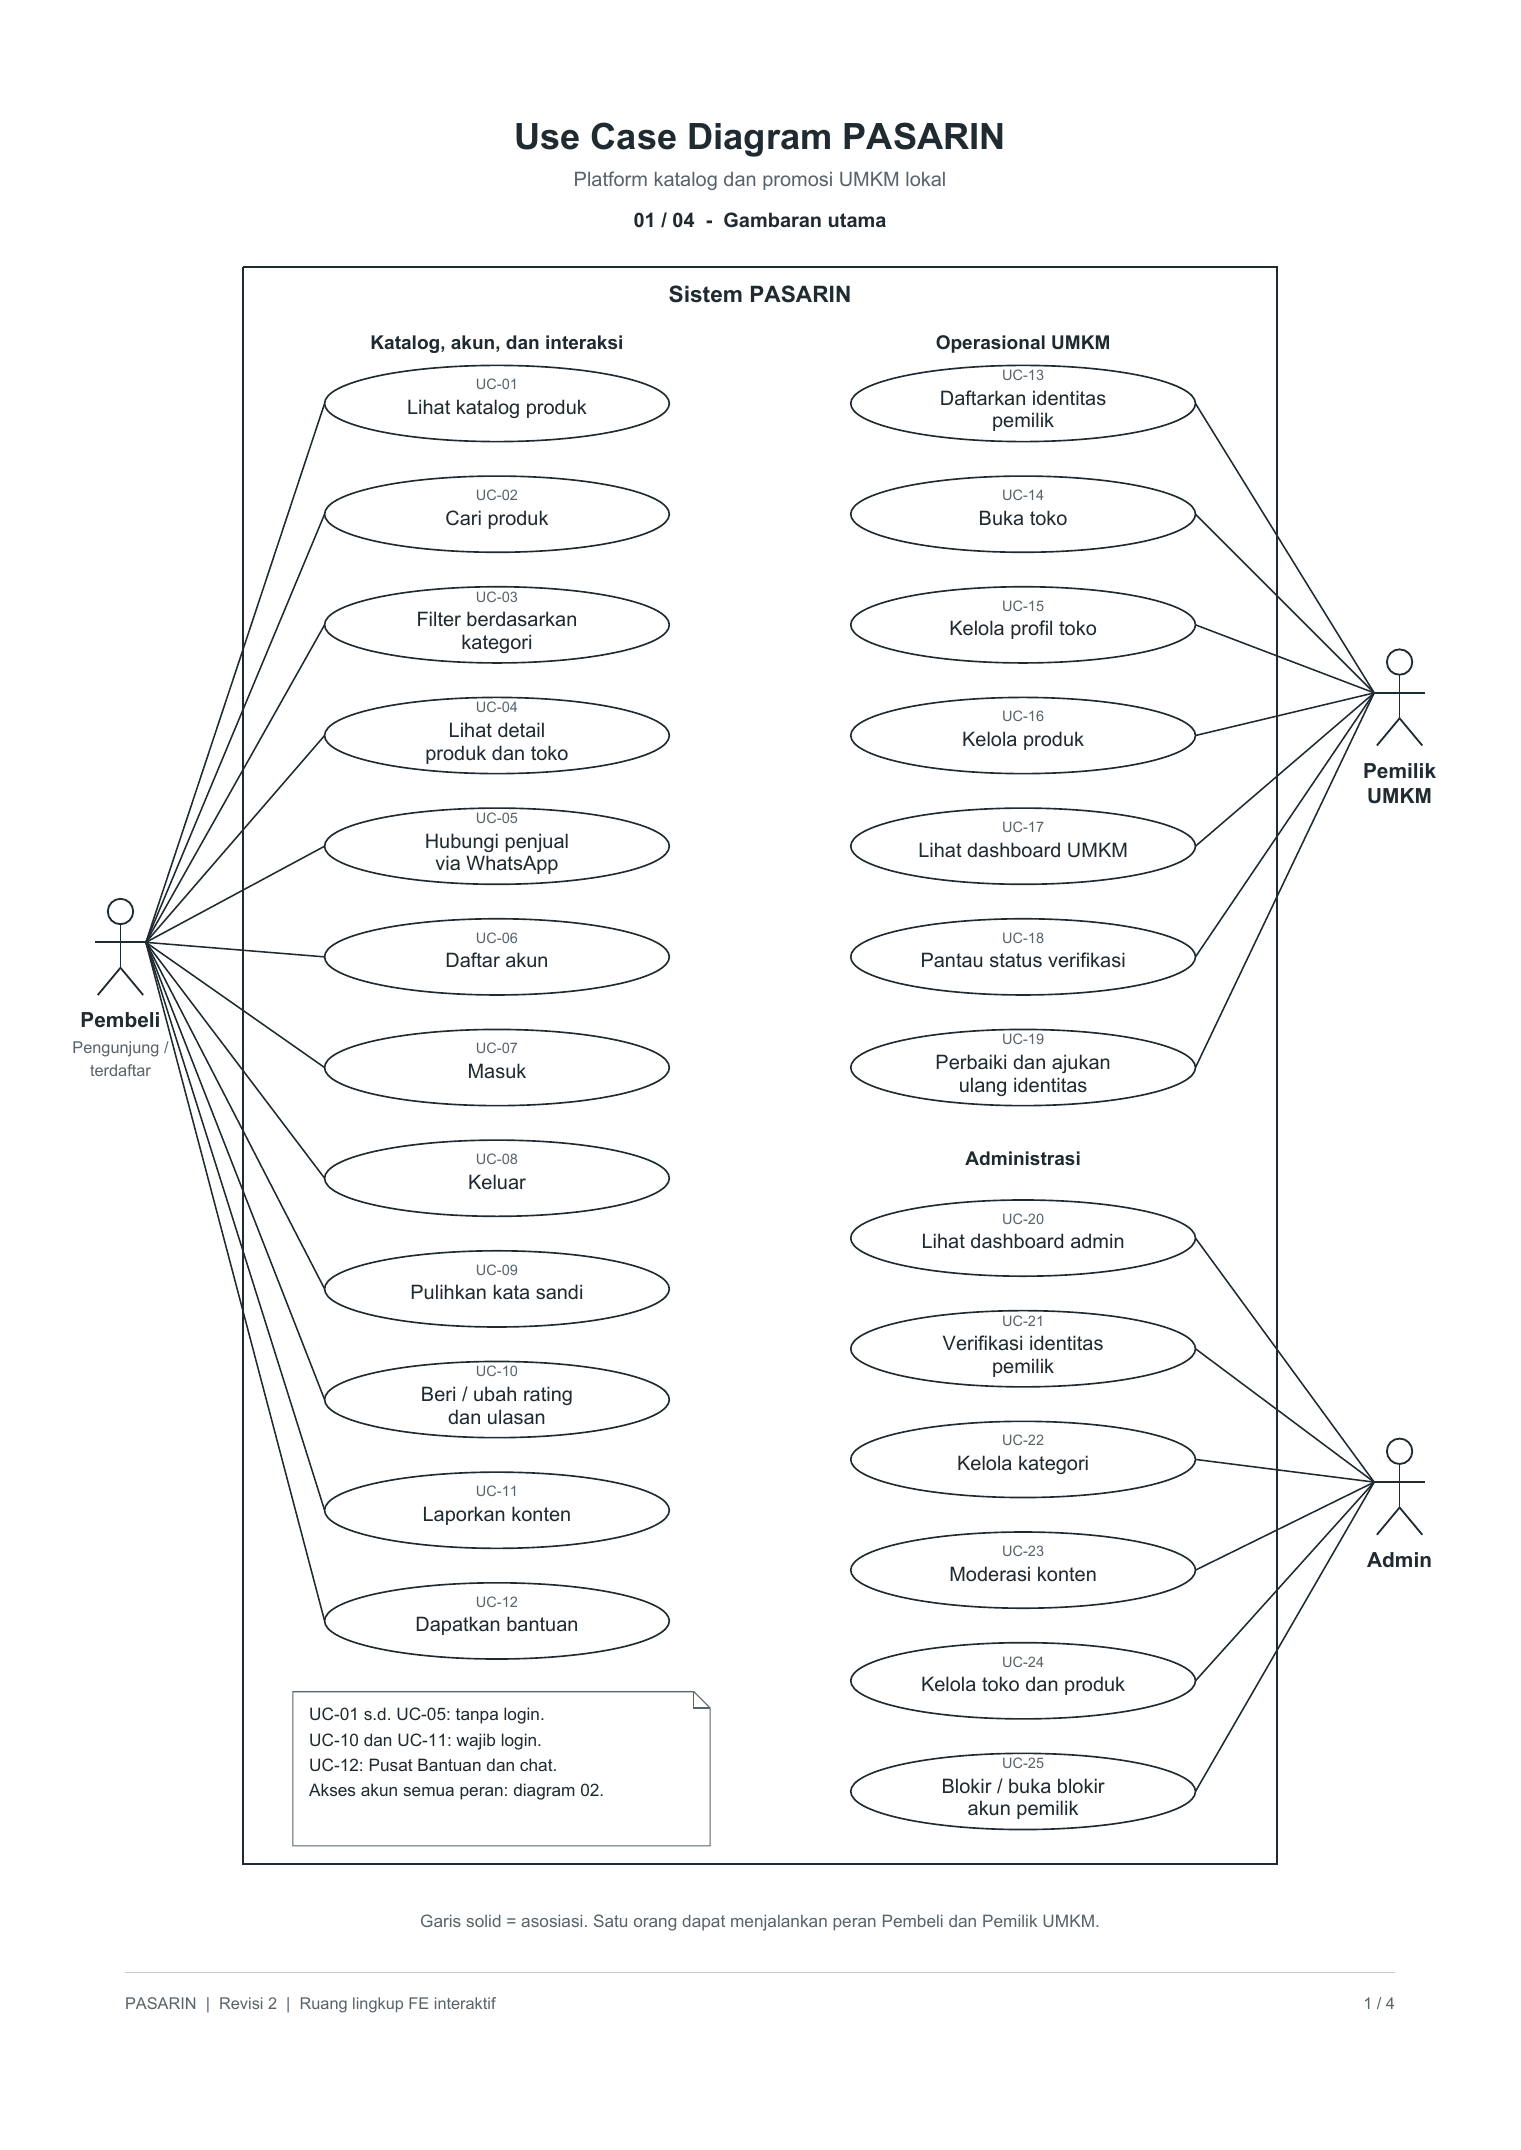 Use Case Diagram PASARIN
Platform katalog dan promosi UMKM lokal
01 / 04 - Gambaran utama
Sistem PASARIN
Katalog, akun, dan interaksi
UC-01
Lihat katalog produk
UC-02
Cari produk
UC-03
Filter berdasarkan
kategori
UC-04
Lihat detail
produk dan toko
UC-05
Hubungi penjual
via WhatsApp
UC-06
Daftar akun
UC-07
Masuk
UC-08
Keluar
UC-09
Pulihkan kata sandi
UC-10
Beri / ubah rating
dan ulasan
UC-11
Laporkan konten
UC-12
Dapatkan bantuan
UC-01 s.d. UC-05: tanpa login.
UC-10 dan UC-11: wajib login.
UC-12: Pusat Bantuan dan chat.
Akses akun semua peran: diagram 02.
Pembeli
Pengunjung /
terdaftar
Operasional UMKM
UC-13
Daftarkan identitas
pemilik
UC-14
Buka toko
UC-15
Kelola profil toko
UC-16
Kelola produk
UC-17
Lihat dashboard UMKM
UC-18
Pantau status verifikasi
UC-19
Perbaiki dan ajukan
ulang identitas
Pemilik
UMKM
Administrasi
UC-20
Lihat dashboard admin
UC-21
Verifikasi identitas
pemilik
UC-22
Kelola kategori
UC-23
Moderasi konten
UC-24
Kelola toko dan produk
UC-25
Blokir / buka blokir
akun pemilik
Admin
Garis solid = asosiasi. Satu orang dapat menjalankan peran Pembeli dan Pemilik UMKM.
PASARIN | Revisi 2 | Ruang lingkup FE interaktif
1 / 4